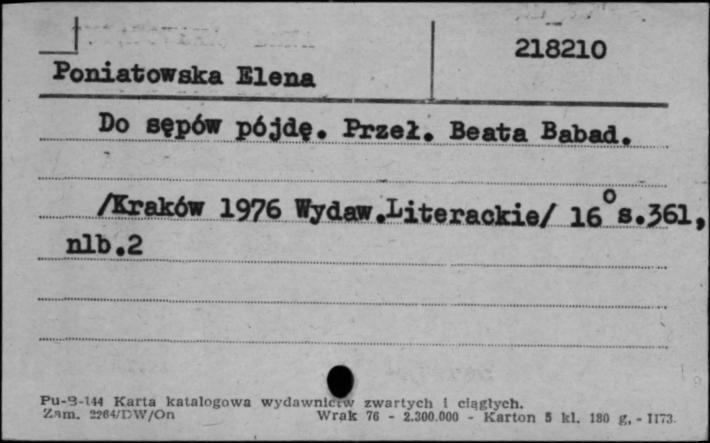 218210
Poniatowska Elena
Do sępów pójdę. Przeł. Beata Babad.
/Kraków 1976 Wydaw.Literackie/ 16° s.361,
nlb.2
Pu-B-144 Karta katalogowa wydawnictw zwartych i ciągłych.
Zam. 2264/DW/On Wrak 76 - 2.300.000 - Karton 5 kl. 180 g, - II73.